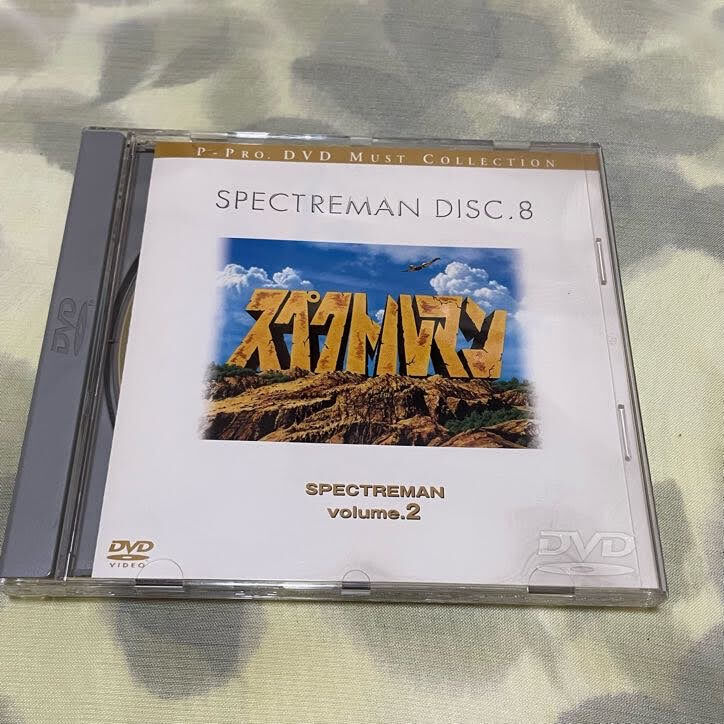 P-PRO. DVD MUST COLLECTION
SPECTREMAN DISC.8
スペクトルマン
SPECTREMAN
volume.2
DVD
DVD
VIDEO
DVD